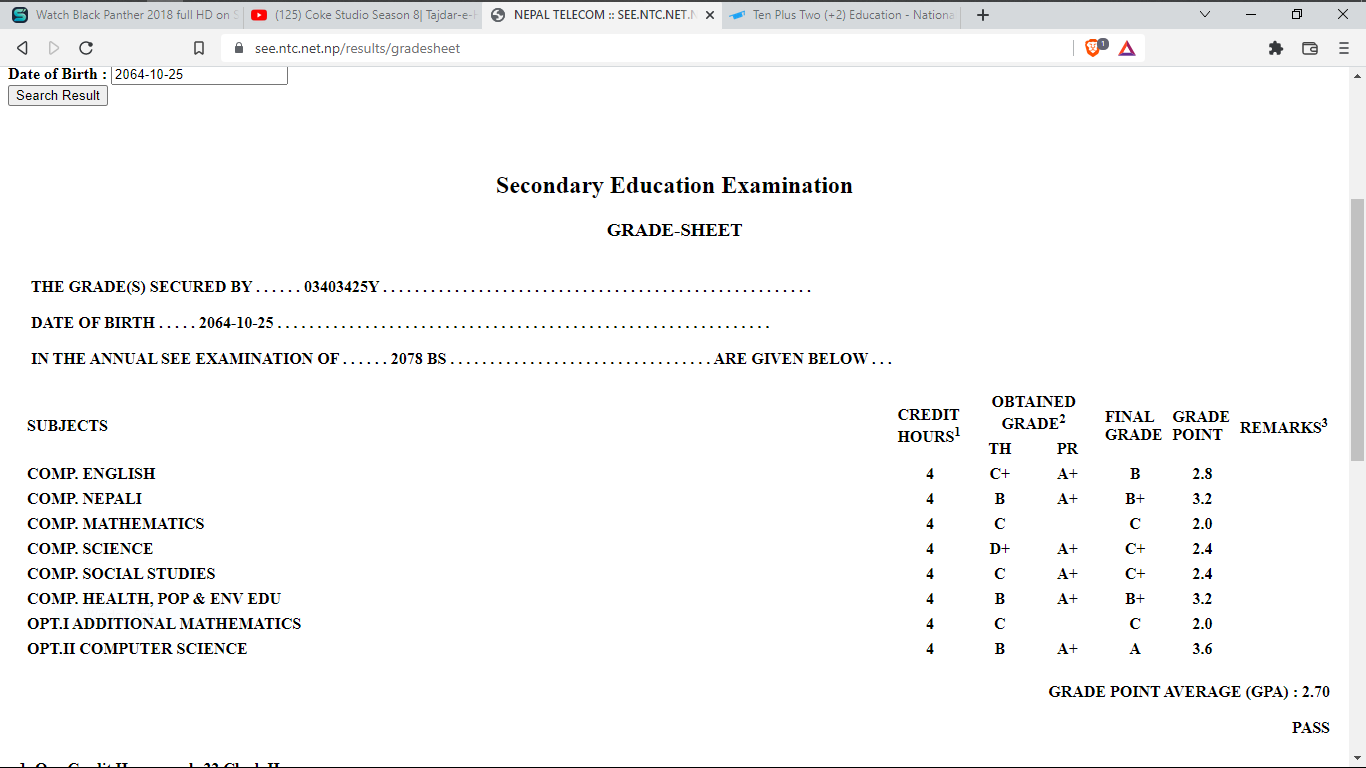 Watch Black Panther 2018 full HD on S
(125) Coke Studio Season 8| Tajdar-e-H
NEPAL TELECOM :: SEE.NTC.NET.N
Ten Plus Two (+2) Education - Nationa
see.ntc.net.np/results/gradesheet
1
Date of Birth : 2064-10-25
Search Result
Secondary Education Examination
GRADE-SHEET
THE GRADE(S) SECURED BY . . . . . . 03403425Y . . . . . . . . . . . . . . . . . . . . . . . . . . . . . . . . . . . . . . . . . . . . . . . . . . . . . .
DATE OF BIRTH . . . . . 2064-10-25 . . . . . . . . . . . . . . . . . . . . . . . . . . . . . . . . . . . . . . . . . . . . . . . . . . . . . . . . . . . . . .
IN THE ANNUAL SEE EXAMINATION OF . . . . . . 2078 BS . . . . . . . . . . . . . . . . . . . . . . . . . . . . . . . . . ARE GIVEN BELOW . . .
SUBJECTS CREDIT HOURS1 OBTAINED GRADE2 FINAL GRADE GRADE POINT REMARKS3
TH PR
COMP. ENGLISH 4 C+ A+ B 2.8
COMP. NEPALI 4 B A+ B+ 3.2
COMP. MATHEMATICS 4 C C 2.0
COMP. SCIENCE 4 D+ A+ C+ 2.4
COMP. SOCIAL STUDIES 4 C A+ C+ 2.4
COMP. HEALTH, POP & ENV EDU 4 B A+ B+ 3.2
OPT.I ADDITIONAL MATHEMATICS 4 C C 2.0
OPT.II COMPUTER SCIENCE 4 B A+ A 3.6
GRADE POINT AVERAGE (GPA) : 2.70
PASS